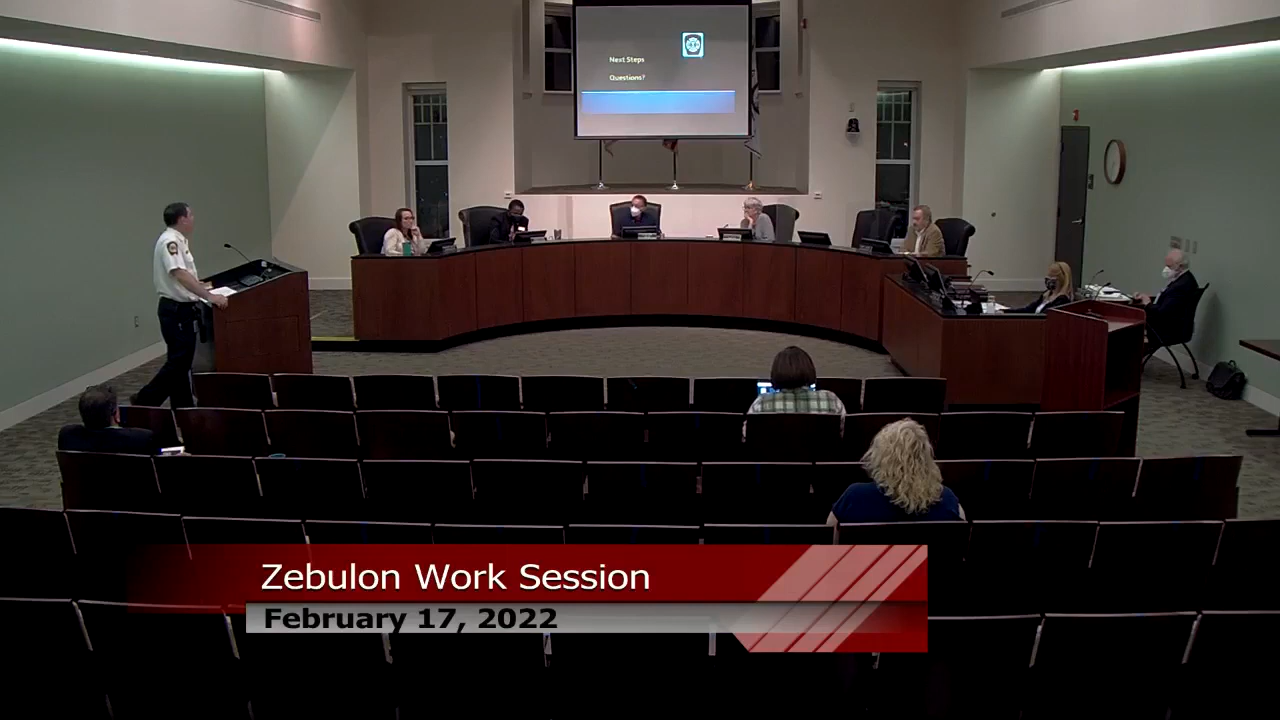 Next Steps
Questions?
Zebulon Work Session
February 17, 2022